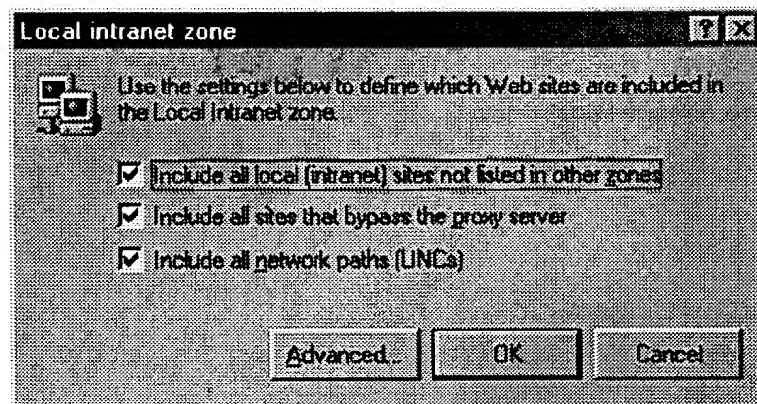 Local intranet zone
Use the settings below to define which Web sites are included in
the Local Intranet zone.
Include all local (intranet) sites not listed in other zones
Include all sites that bypass the proxy server
Include all network paths (UNCs)
Advanced... OK Cancel